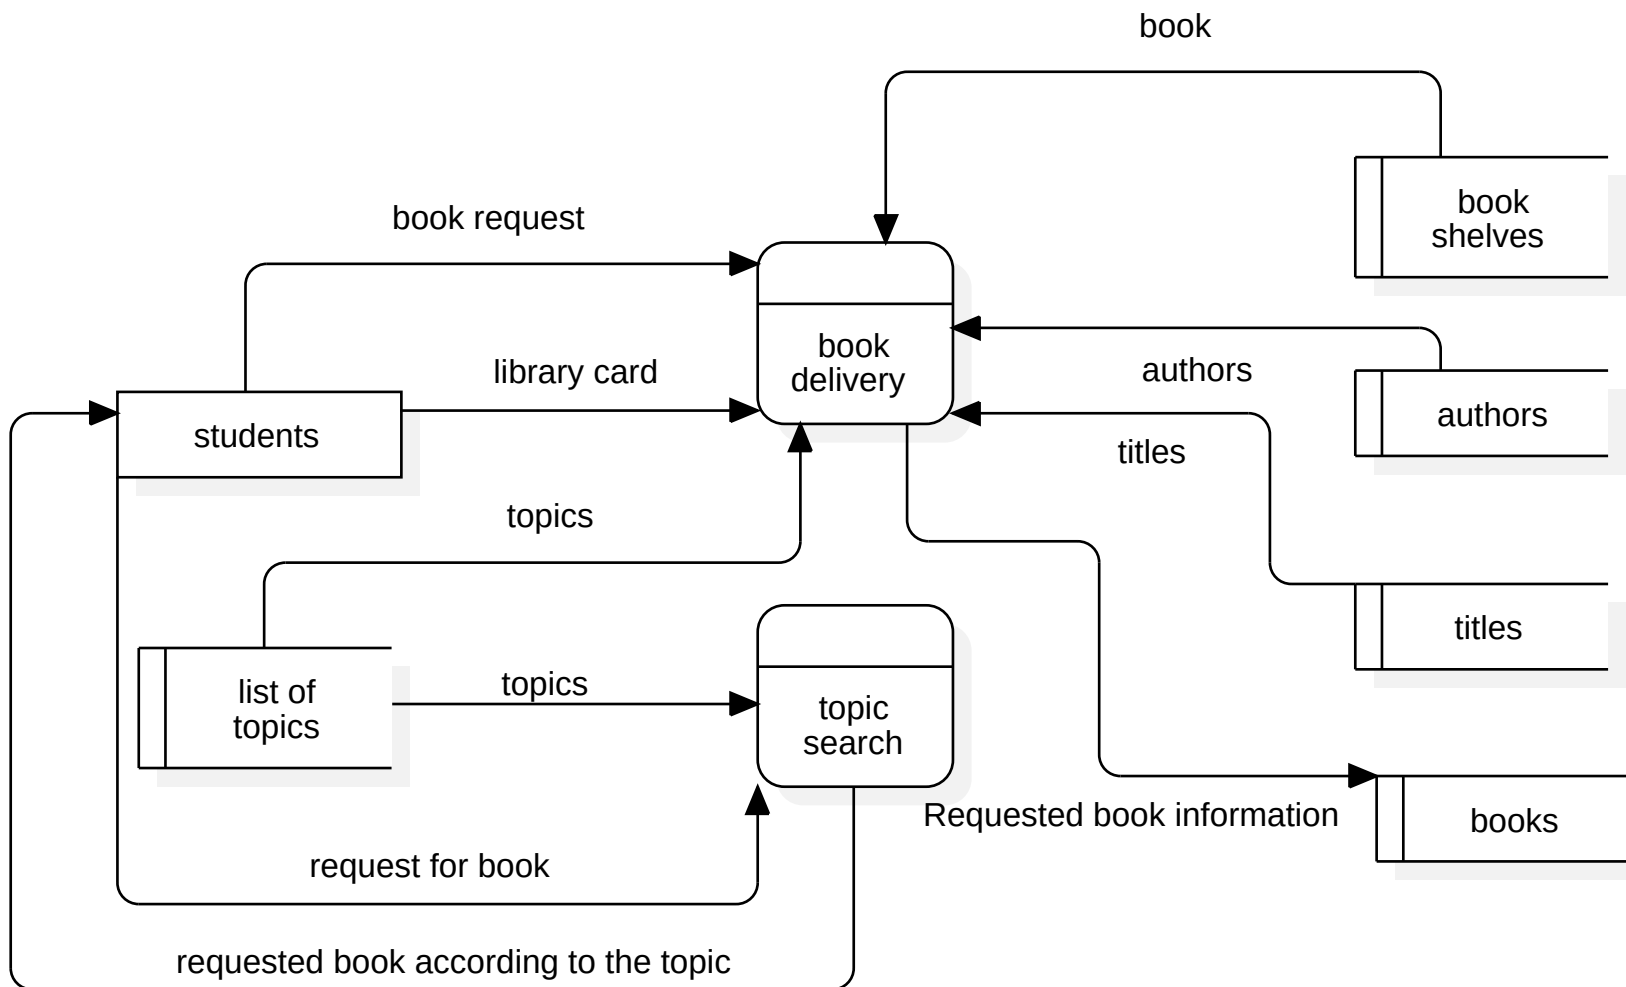 book
book
shelves
book request
book
delivery
library card
authors
authors
students
titles
topics
titles
list of
topics
topics
topic
search
Requested book information
books
request for book
requested book according to the topic